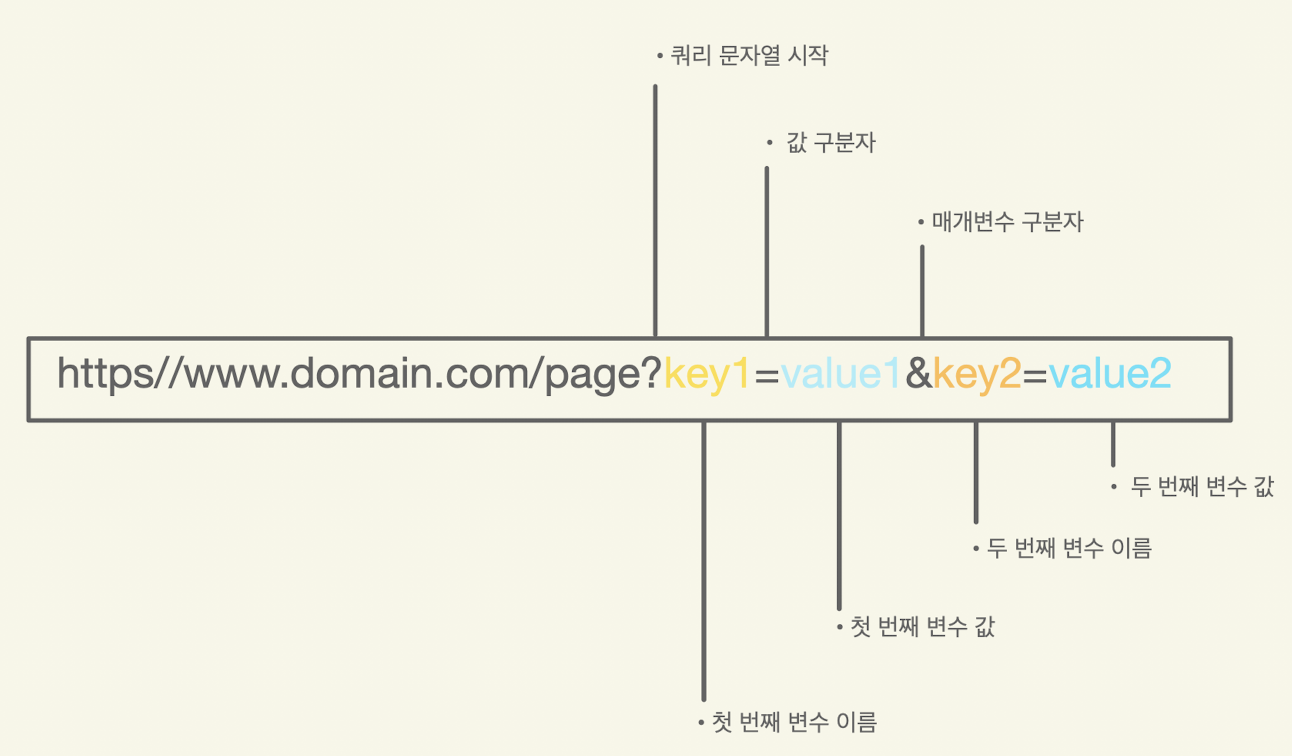 • 쿼리 문자열 시작
• 값 구분자
• 매개변수 구분자
https//www.domain.com/page?key1=value1&key2=value2
• 두 번째 변수 값
• 두 번째 변수 이름
• 첫 번째 변수 값
• 첫 번째 변수 이름